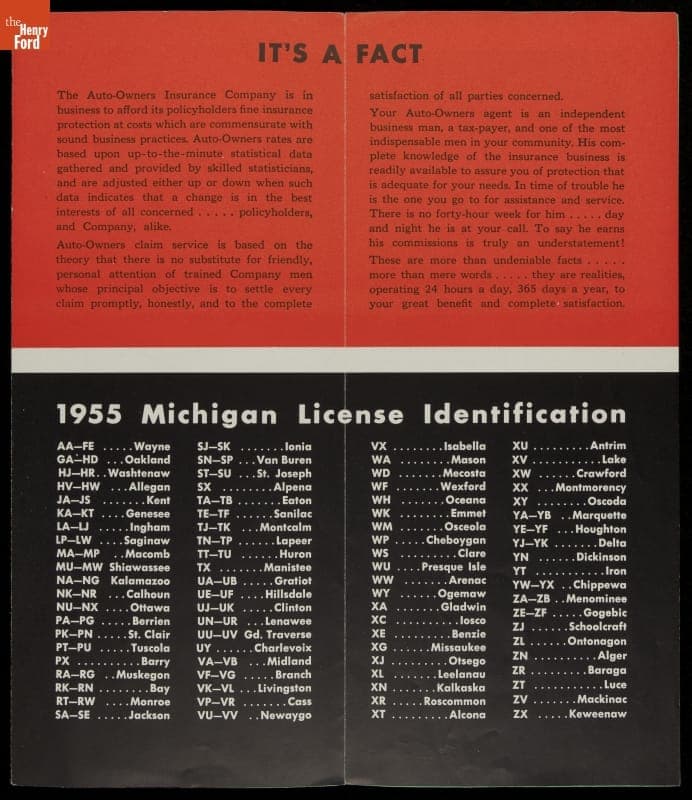 the
Henry
Ford
IT'S A FACT
The Auto-Owners Insurance Company is in
business to afford its policyholders fine insurance
protection at costs which are commensurate with
sound business practices. Auto-Owners rates are
based upon up-to-the-minute statistical data
gathered and provided by skilled statisticians,
and are adjusted either up or down when such
data indicates that a change is in the best
interests of all concerned . . . . . policyholders,
and Company, alike.
Auto-Owners claim service is based on the
theory that there is no substitute for friendly,
personal attention of trained Company men
whose principal objective is to settle every
claim promptly, honestly, and to the complete
satisfaction of all parties concerned.
Your Auto-Owners agent is an independent
business man, a tax-payer, and one of the most
indispensable men in your community. His com-
plete knowledge of the insurance business is
readily available to assure you of protection that
is adequate for your needs. In time of trouble he
is the one you go to for assistance and service.
There is no forty-hour week for him . . . . . day
and night he is at your call. To say he earns
his commissions is truly an understatement!
These are more than undeniable facts . . . . .
more than mere words . . . . . they are realities,
operating 24 hours a day, 365 days a year, to
your great benefit and complete satisfaction.
1955 Michigan License Identification
AA—FE .....Wayne
GA—HD ...Oakland
HJ—HR..Washtenaw
HV—HW ...Allegan
JA—JS .......Kent
KA—KT ....Genesee
LA—LJ ......Ingham
LP—LW ....Saginaw
MA—MP ..Macomb
MU—MW Shiawassee
NA—NG Kalamazoo
NK—NR ...Calhoun
NU—NX ....Ottawa
PA—PG .....Berrien
PK—PN ....St. Clair
PT—PU .....Tuscola
PX ..........Barry
RA—RG ..Muskegon
RK—RN .......Bay
RT—RW ....Monroe
SA—SE .....Jackson
SJ—SK .......Ionia
SN—SP ..Van Buren
ST—SU ..St. Joseph
SX ........Alpena
TA—TB ......Eaton
TE—TF .....Sanilac
TJ—TK ...Montcalm
TN—TP .....Lapeer
TT—TU ......Huron
TX .......Manistee
UA—UB ....Gratiot
UE—UF ...Hillsdale
UJ—UK ....Clinton
UN—UR ..Lenawee
UU—UV Gd. Traverse
UY .....Charlevoix
VA—VB ...Midland
VF—VG ....Branch
VK—VL .Livingston
VP—VR .......Cass
VU—VV ..Newaygo
VX .......Isabella
WA ........Mason
WD ......Mecosta
WF ......Wexford
WH .......Oceana
WK .......Emmet
WM .....Osceola
WP ....Cheboygan
WS ........Clare
WU ...Presque Isle
WW .......Arenac
WY ......Ogemaw
XA ......Gladwin
XC .........Iosco
XE ........Benzie
XG ....Missaukee
XJ .......Otsego
XL ......Leelanau
XN .....Kalkaska
XR ....Roscommon
XT ........Alcona
XU ........Antrim
XV .........Lake
XW .....Crawford
XX ..Montmorency
XY .......Oscoda
YA—YB ..Marquette
YE—YF ...Houghton
YJ—YK ......Delta
YN .....Dickinson
YT ..........Iron
YW—YX ..Chippewa
ZA—ZB ..Menominee
ZE—ZF ....Gogebic
ZJ .....Schoolcraft
ZL .....Ontonagon
ZN ........Alger
ZR .......Baraga
ZT .........Luce
ZV .....Mackinac
ZX .....Keweenaw